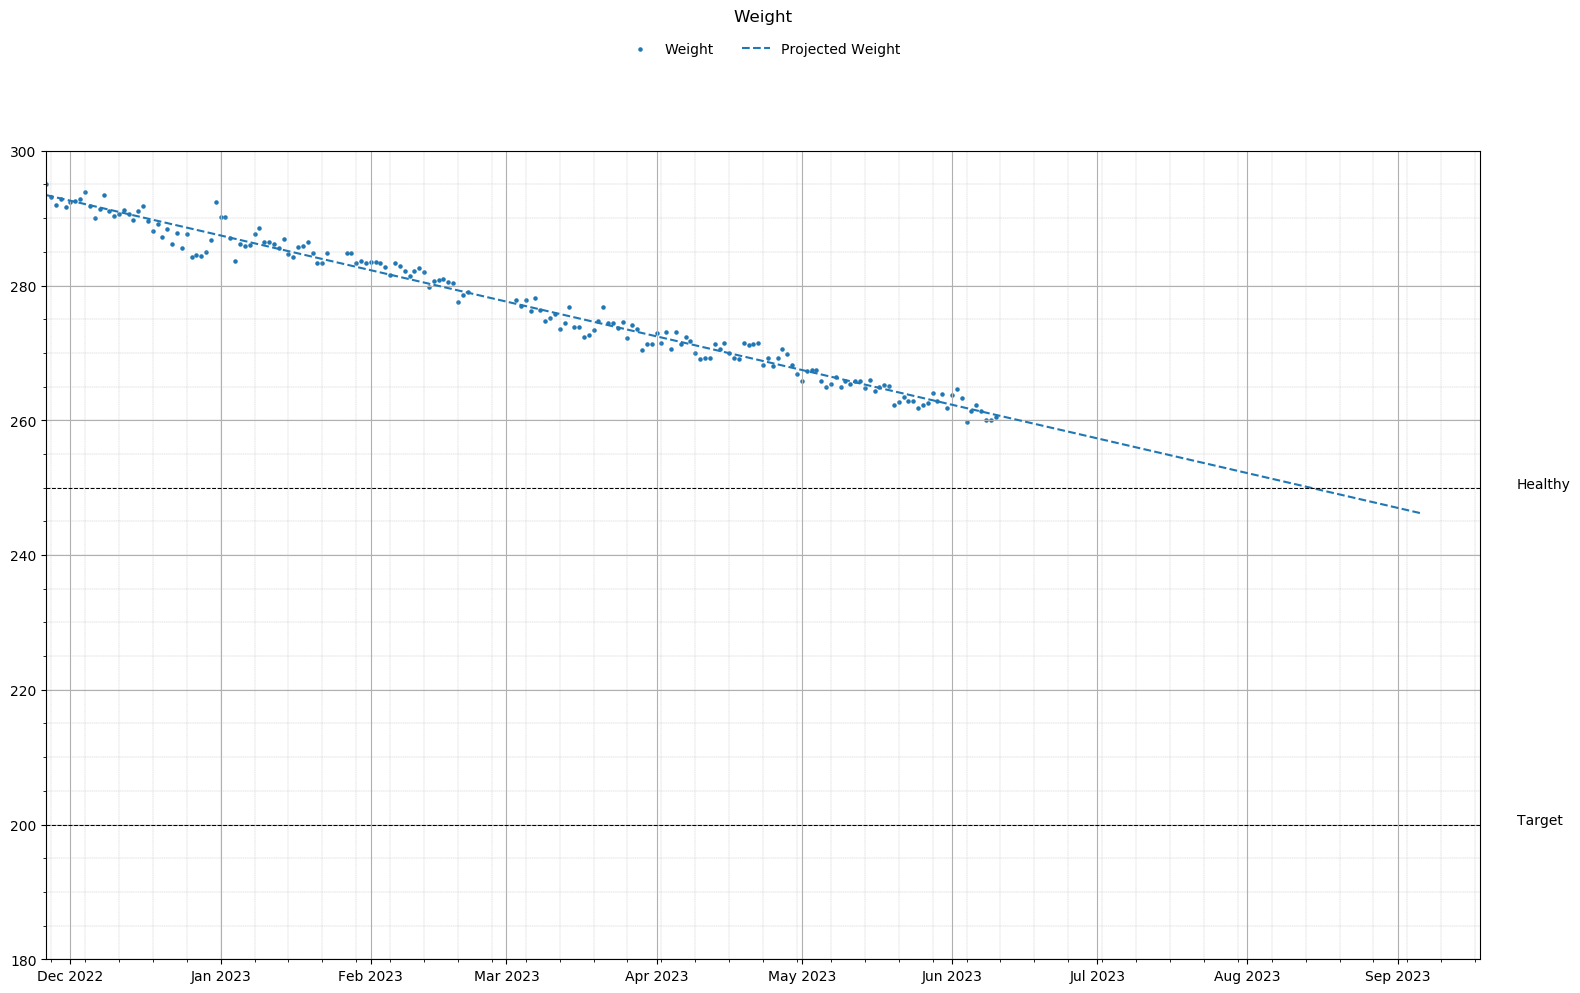 Weight
Weight
Projected Weight
300
280
260
Healthy
240
220
200
Target
180
Dec 2022
Jan 2023
Feb 2023
Mar 2023
Apr 2023
May 2023
Jun 2023
Jul 2023
Aug 2023
Sep 2023